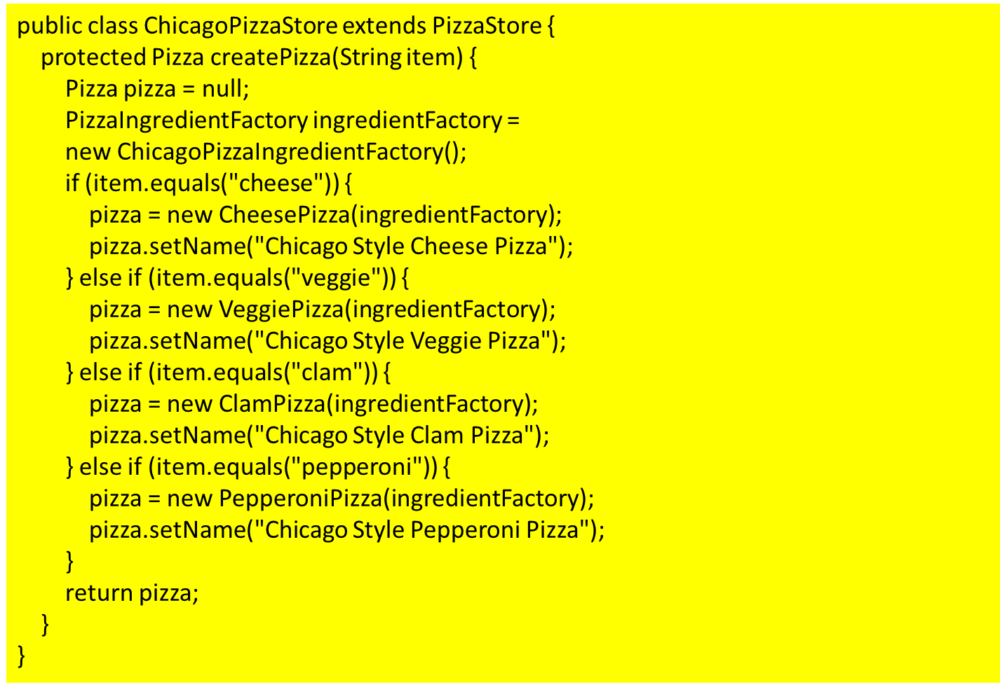 public class ChicagoPizzaStore extends PizzaStore {
protected Pizza createPizza(String item) {
Pizza pizza = null;
PizzaIngredientFactory ingredientFactory =
new ChicagoPizzaIngredientFactory();
if (item.equals("cheese")) {
pizza = new CheesePizza(ingredientFactory);
pizza.setName("Chicago Style Cheese Pizza");
} else if (item.equals("veggie")) {
pizza = new VeggiePizza(ingredientFactory);
pizza.setName("Chicago Style Veggie Pizza");
} else if (item.equals("clam")) {
pizza = new ClamPizza(ingredientFactory);
pizza.setName("Chicago Style Clam Pizza");
} else if (item.equals("pepperoni")) {
pizza = new PepperoniPizza(ingredientFactory);
pizza.setName("Chicago Style Pepperoni Pizza");
}
return pizza;
}
}